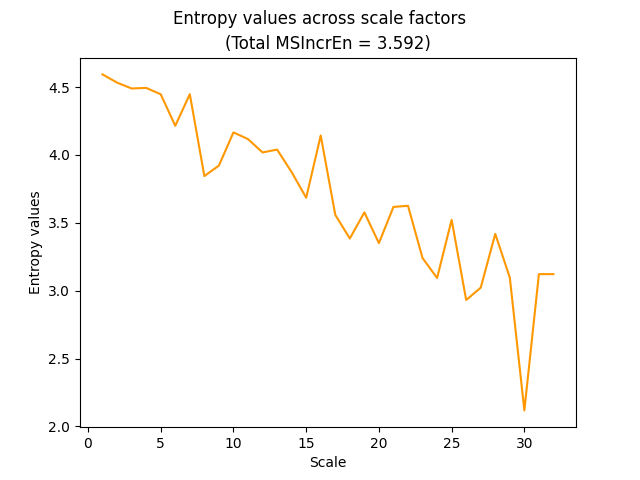 Entropy values across scale factors
(Total MSIncrEn = 3.592)
Entropy values
4.5
4.0
3.5
3.0
2.5
2.0
0 5 10 15 20 25 30
Scale